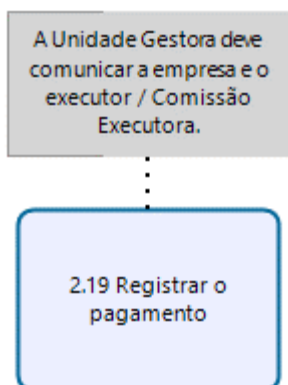 A Unidade Gestora deve
comunicar a empresa e o
executor / Comissão
Executora.
2.19 Registrar o
pagamento